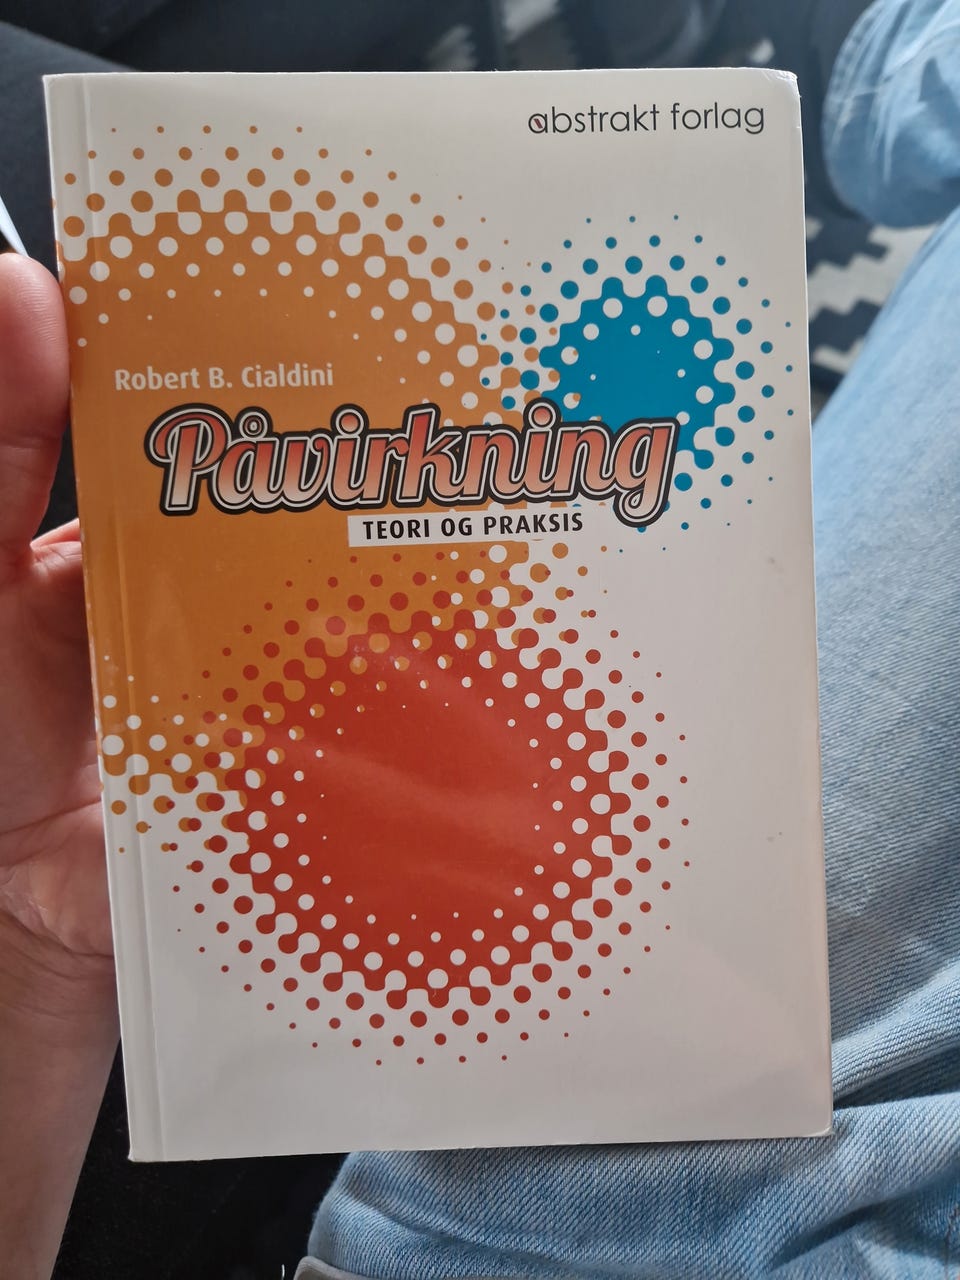 abstrakt forlag
Robert B. Cialdini
Påvirkning
TEORI OG PRAKSIS